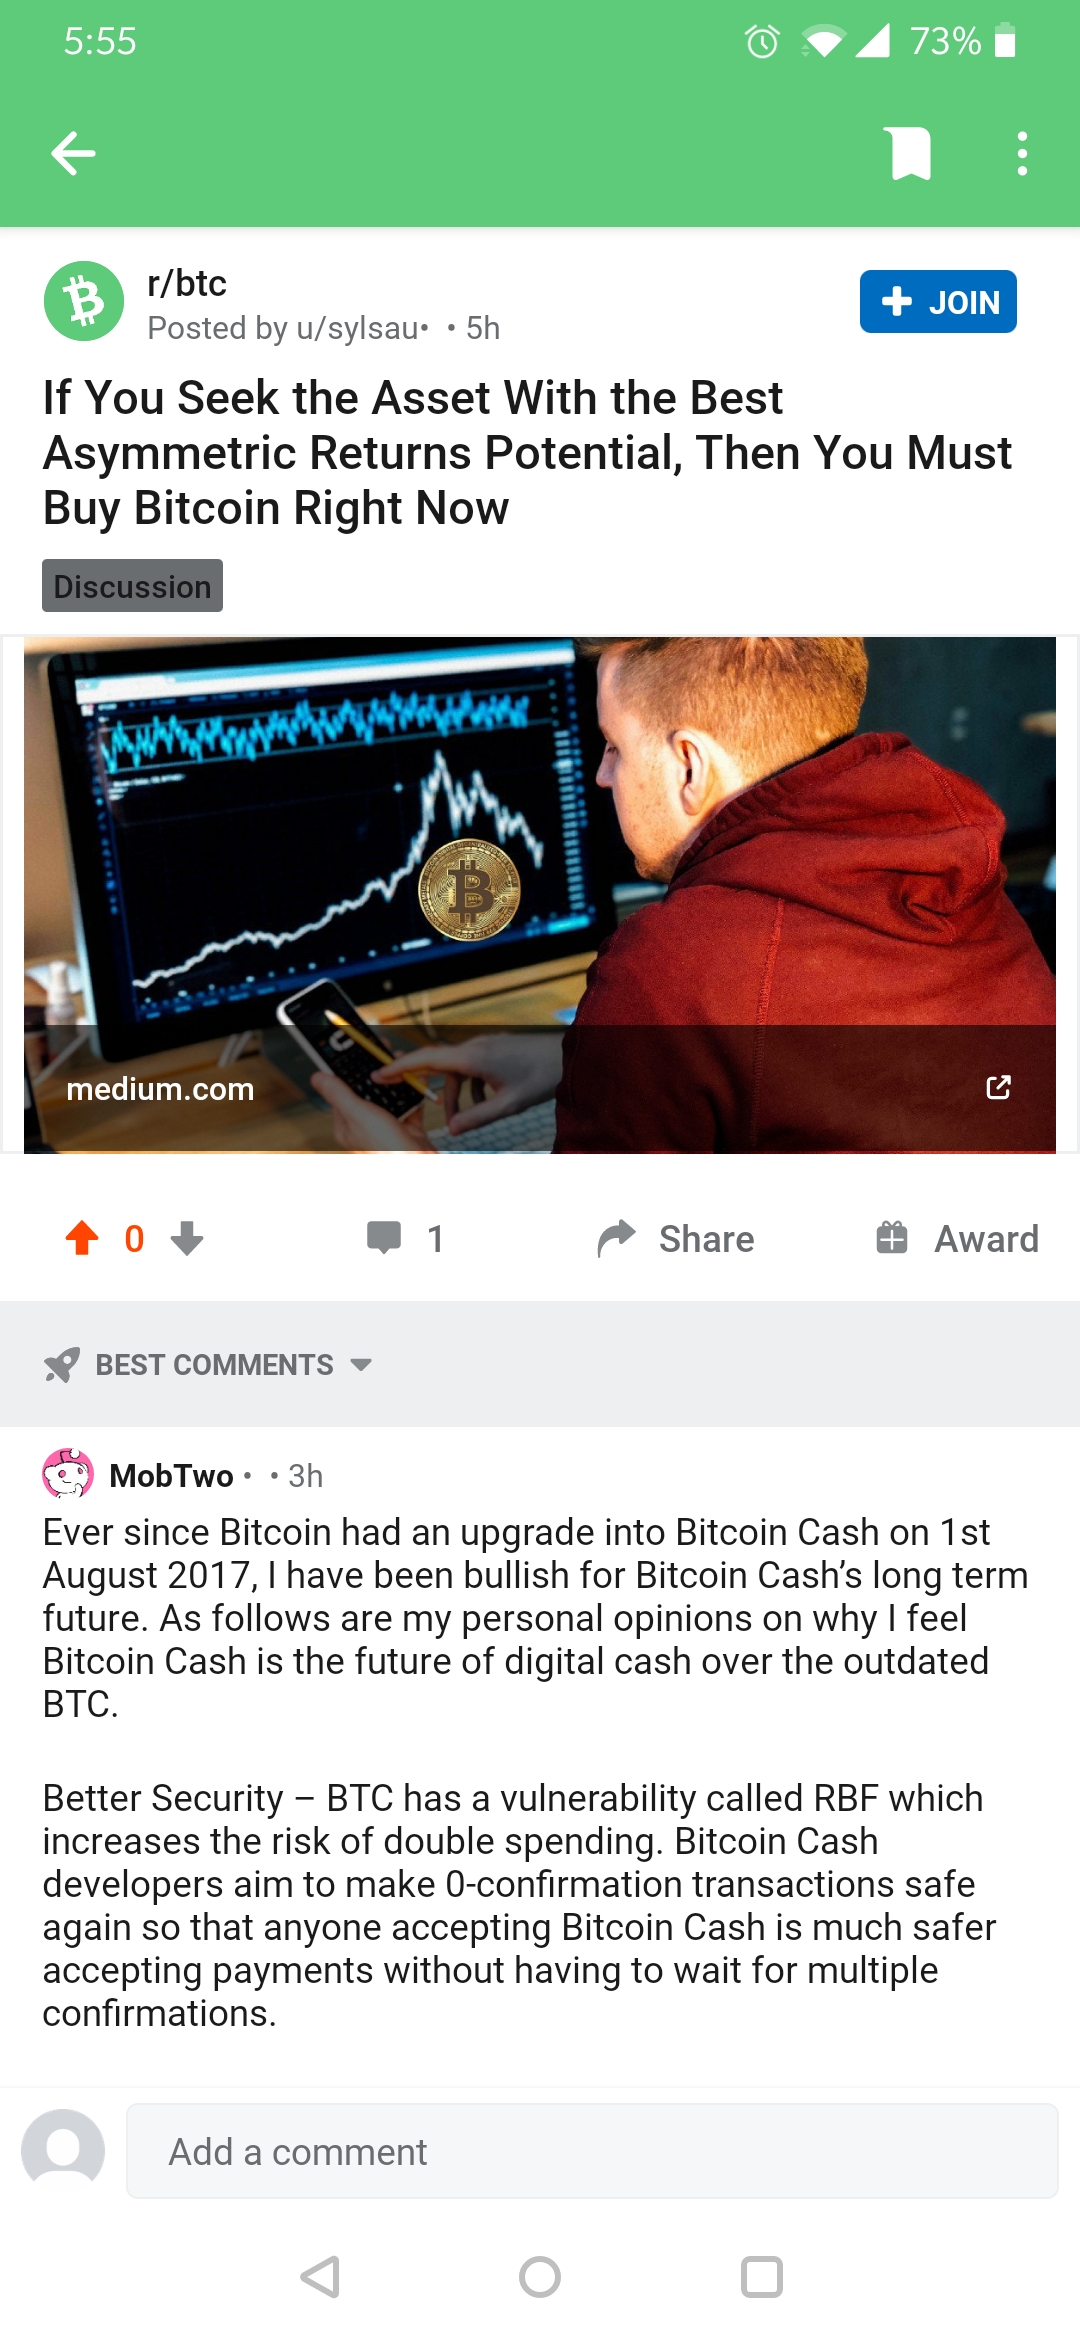 5:55
73%
r/btc
Posted by u/sylsau• • 5h
+ JOIN
If You Seek the Asset With the Best
Asymmetric Returns Potential, Then You Must
Buy Bitcoin Right Now
Discussion
medium.com
0
1
Share
Award
BEST COMMENTS
MobTwo • • 3h
Ever since Bitcoin had an upgrade into Bitcoin Cash on 1st
August 2017, I have been bullish for Bitcoin Cash’s long term
future. As follows are my personal opinions on why I feel
Bitcoin Cash is the future of digital cash over the outdated
BTC.
Better Security – BTC has a vulnerability called RBF which
increases the risk of double spending. Bitcoin Cash
developers aim to make 0-confirmation transactions safe
again so that anyone accepting Bitcoin Cash is much safer
accepting payments without having to wait for multiple
confirmations.
Add a comment